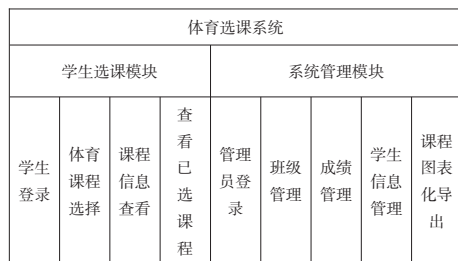 体育选课系统
学生选课模块
系统管理模块
学生
登录
体育
课程
选择
课程
信息
查看
查
看
已
选
课
程
管理
员登
录
班级
管理
成绩
管理
学生
信息
管理
课程
图表
化导
出